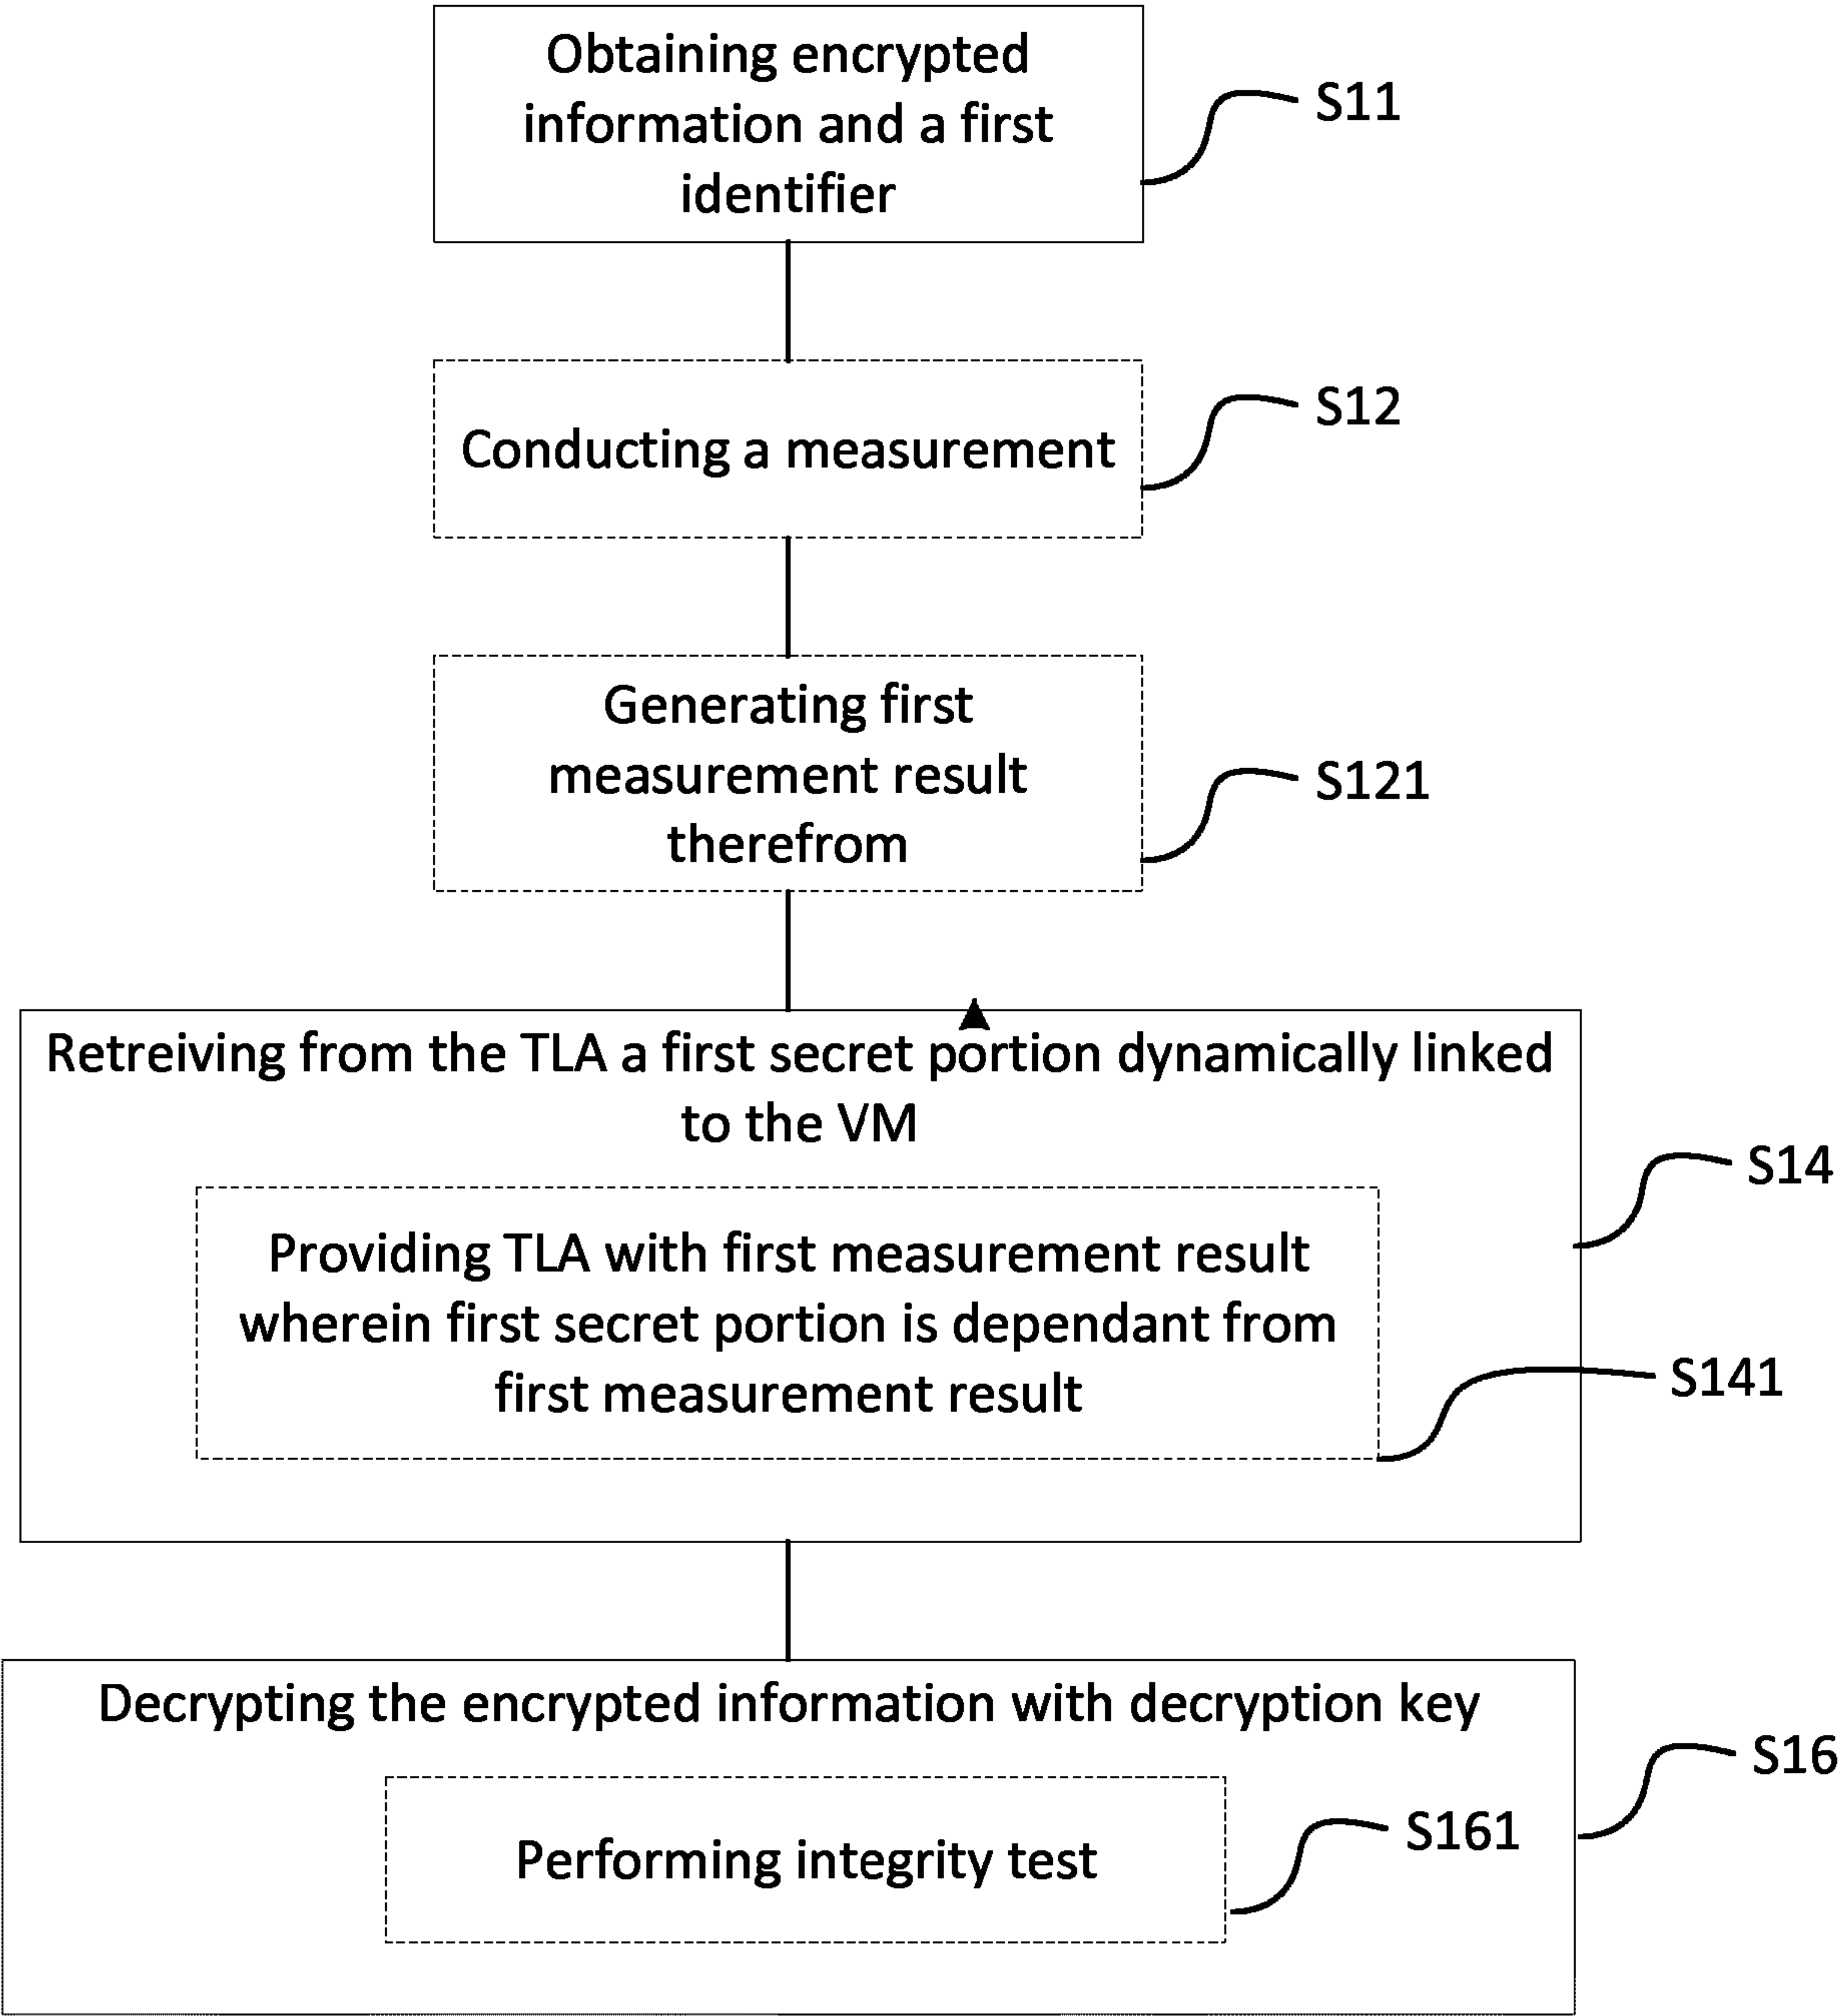 Obtaining encrypted
information and a first
identifier
S11
Conducting a measurement
S12
Generating first
measurement result
therefrom
S121
Retreiving from the TLA a first secret portion dynamically linked
to the VM
S14
Providing TLA with first measurement result
wherein first secret portion is dependant from
first measurement result
S141
Decrypting the encrypted information with decryption key
S16
Performing integrity test
S161